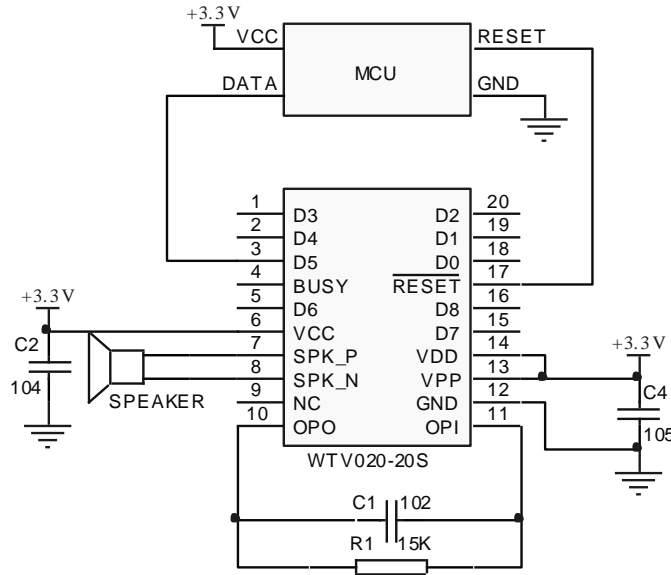 +3.3V
VCC
RESET
MCU
DATA
GND
1 D3 D2 20
2 D4 D1 19
3 D5 D0 18
4 BUSY RESET 17
5 D6 D8 16
6 VCC D7 15
7 SPK_P VDD 14
8 SPK_N VPP 13
9 NC GND 12
10 OPO OPI 11
+3.3V
C2
104
SPEAKER
+3.3V
C4
105
WTV020-20S
C1 102
R1 15K